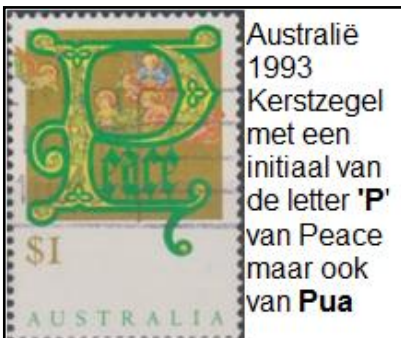 Peace
$1
AUSTRALIA
Australië
1993
Kerstzegel
met een
initiaal van
de letter 'P'
van Peace
maar ook
van Pua